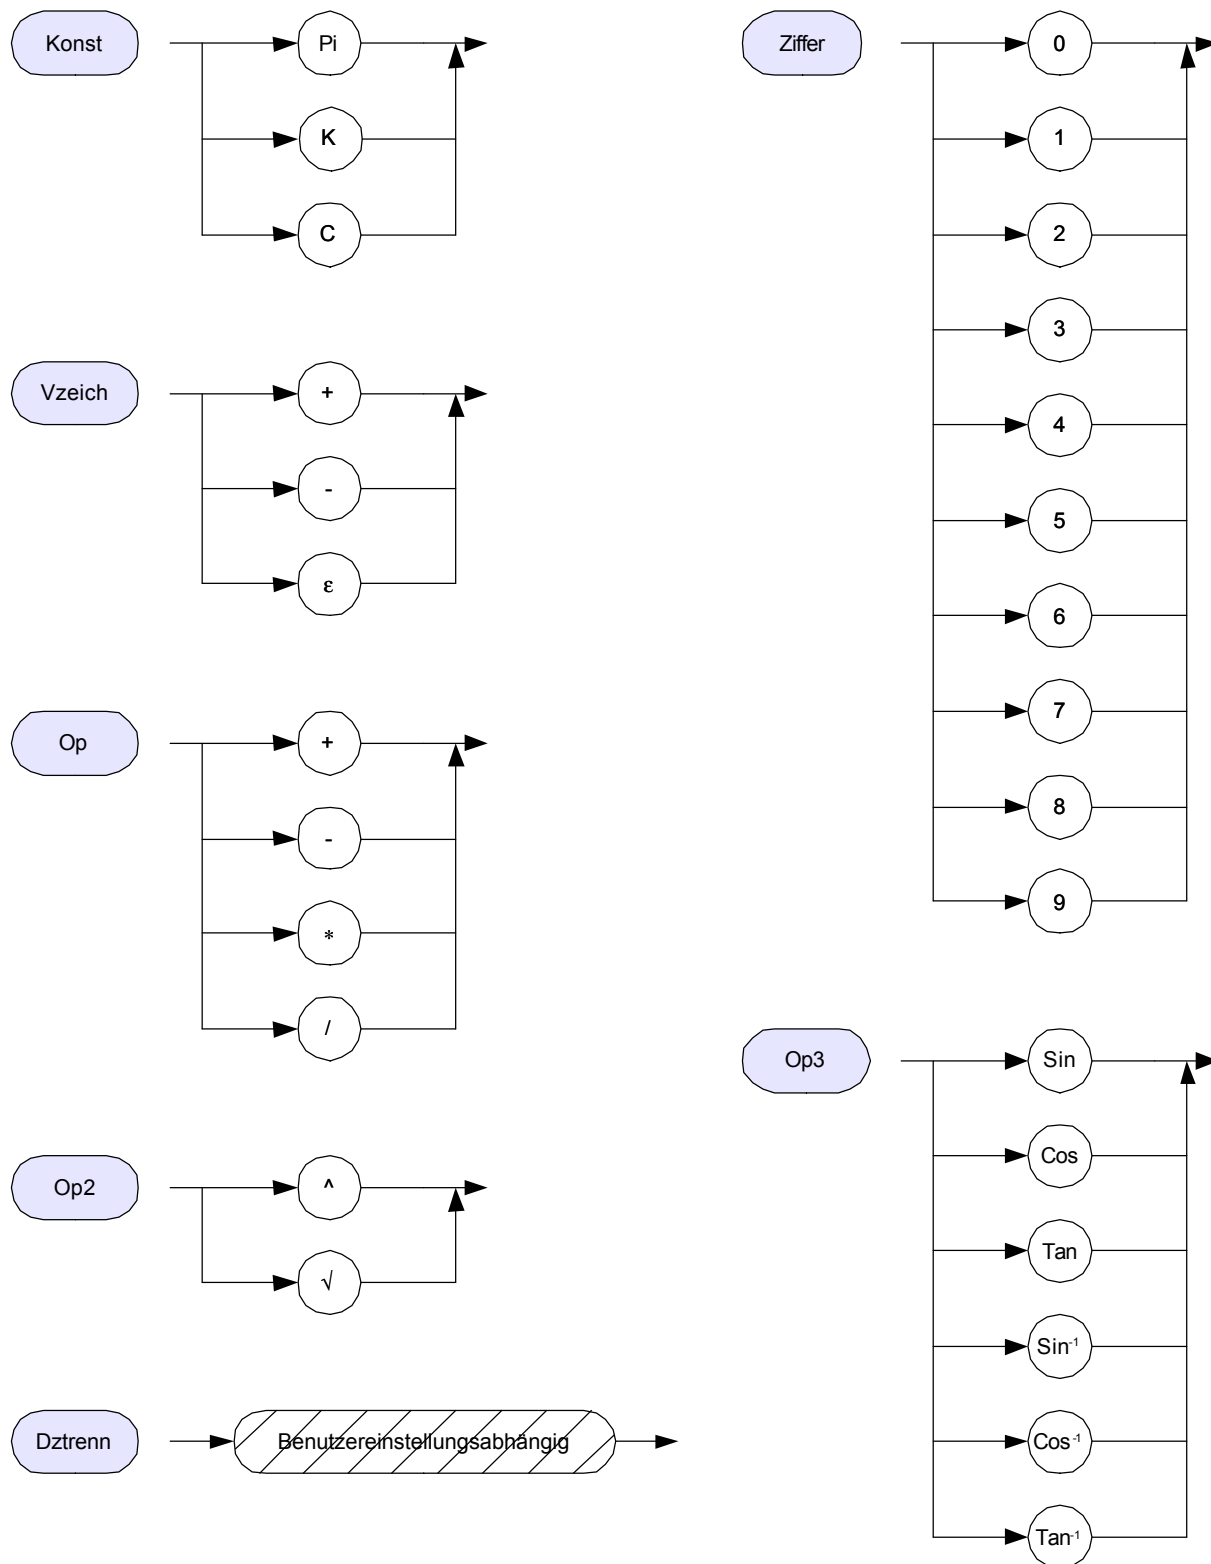 Konst
Pi
K
C
Vzeich
+
-
ε
Op
+
-
*
/
Op2
^
√
Dztrenn
Benutzereinstellungsabhängig
Ziffer
0
1
2
3
4
5
6
7
8
9
Op3
Sin
Cos
Tan
Sin⁻¹
Cos⁻¹
Tan⁻¹